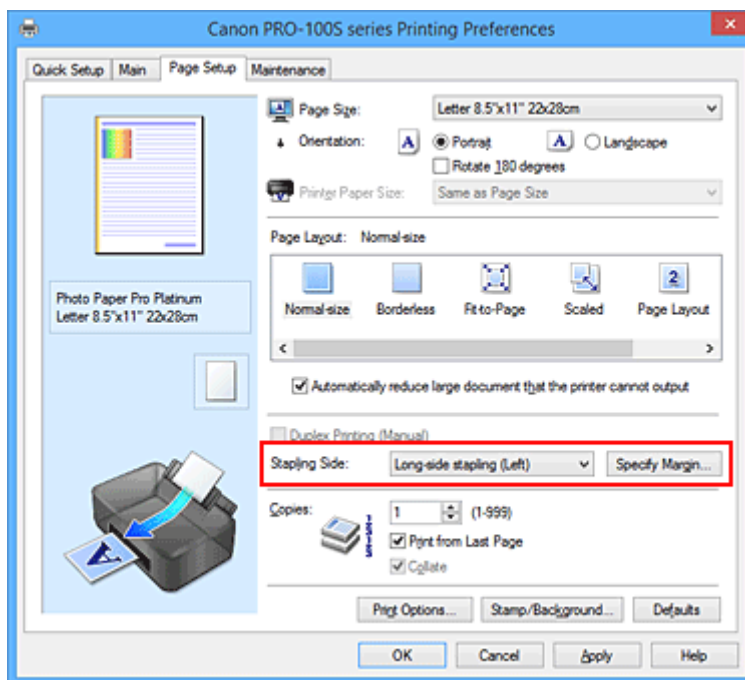 Canon PRO-100S series Printing Preferences
Quick Setup Main Page Setup Maintenance
Page Size: Letter 8.5"x11" 22x28cm
Orientation: A Portrait A Landscape
Rotate 180 degrees
Printer Paper Size: Same as Page Size
Page Layout: Normal-size
Normal-size Borderless Fit-to-Page Scaled Page Layout
2
Photo Paper Pro Platinum
Letter 8.5"x11" 22x28cm
Automatically reduce large document that the printer cannot output
Duplex Printing (Manual)
Stapling Side: Long-side stapling (Left) Specify Margin...
Copies: 1 (1-999)
Print from Last Page
Collate
A
Print Options... Stamp/Background... Defaults
OK Cancel Apply Help